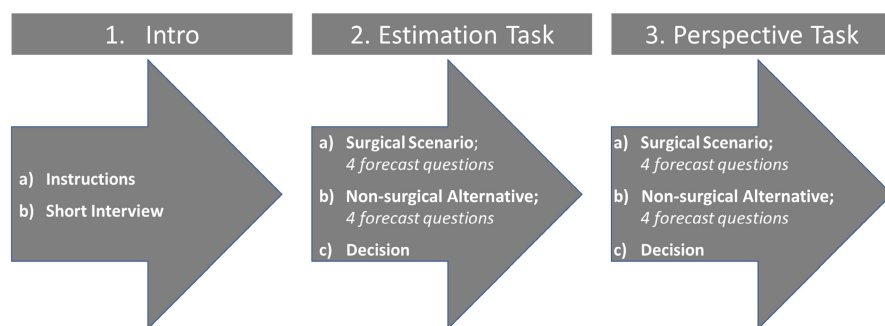 1. Intro
a) Instructions
b) Short Interview
2. Estimation Task
a) Surgical Scenario;
4 forecast questions
b) Non-surgical Alternative;
4 forecast questions
c) Decision
3. Perspective Task
a) Surgical Scenario;
4 forecast questions
b) Non-surgical Alternative;
4 forecast questions
c) Decision